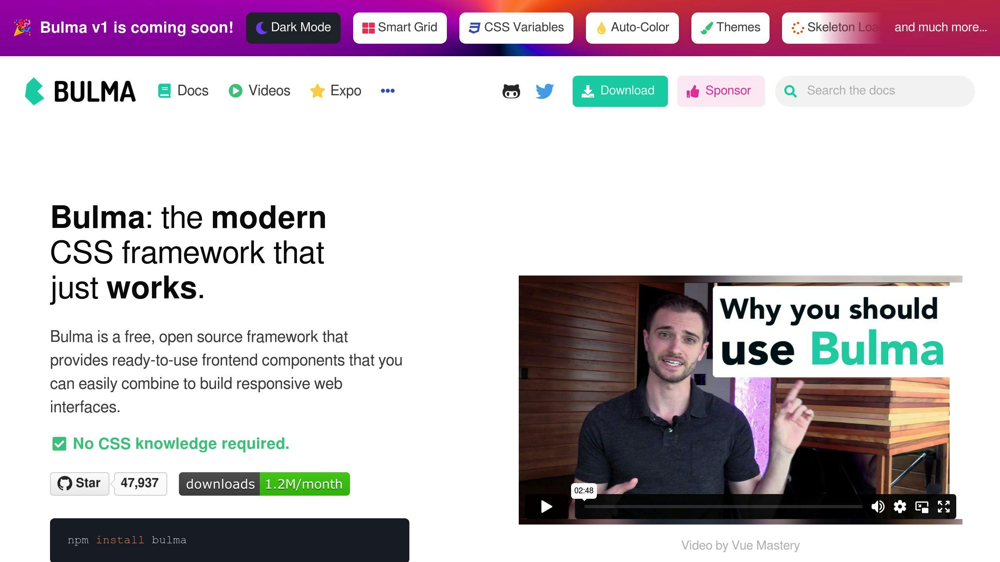 Bulma v1 is coming soon! Dark Mode Smart Grid CSS Variables Auto-Color Themes Skeleton and much more...
BULMA Docs Videos Expo Download Sponsor Search the docs
Bulma: the modern
CSS framework that
just works.
Bulma is a free, open source framework that
provides ready-to-use frontend components that you
can easily combine to build responsive web
interfaces.
No CSS knowledge required.
Star 47,937 downloads 1.2M/month
npm install bulma
Why you should
use Bulma
02:48
Video by Vue Mastery